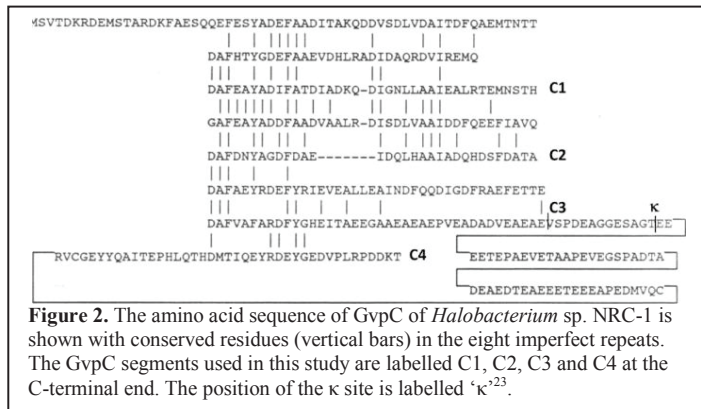 MSVTDKRDEMSTARDKFAESQQEFESYADEFAADITAKQDDVSDLVDAITDFQAEMTNTT
DAFHTYGDEFAAEVDHLRADIDAQRDVIREMQ
DAFEAYADIFATDIADKQ-DIGNLLAAIEALRTEMNSTH C1
GAFEAYADDFAADVAALR-DISDLVAAIDDFQEEFIAVQ
DAFDNYAGDFDAE-------IDQLHAAIADQHDSFDATA C2
DAFAEYRDEFYRIEVEALLEAINDFQQDIGDFRAEFETTE
C3 κ
DAFVAFARDFYGHEITAEEGAAEAEAEPVEADADVEAEAEVSPDEAGGESAGTEE
RVCGEYYQAITEPHLQTHDMTIQEYRDEYGEDVPLRPDDKT C4 EETEPAEVETAAPEVEGSPADTA
DEAEDTEAEEETEEEAPEDMVQC
Figure 2. The amino acid sequence of GvpC of Halobacterium sp. NRC-1 is
shown with conserved residues (vertical bars) in the eight imperfect repeats.
The GvpC segments used in this study are labelled C1, C2, C3 and C4 at the
C-terminal end. The position of the κ site is labelled ‘κ’23.